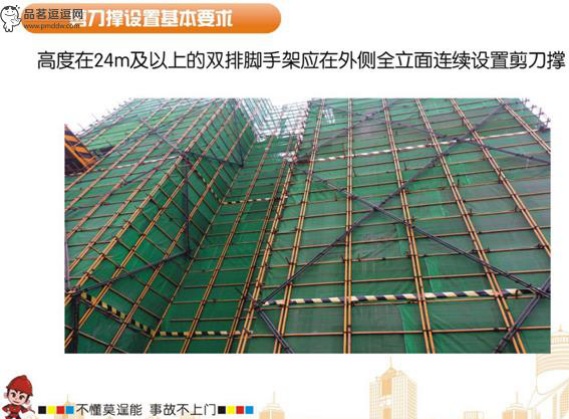 品茗逗逗网
www.pmddw.com
剪刀撑设置基本要求
高度在24m及以上的双排脚手架应在外侧全立面连续设置剪刀撑
不懂莫逞能 事故不上门